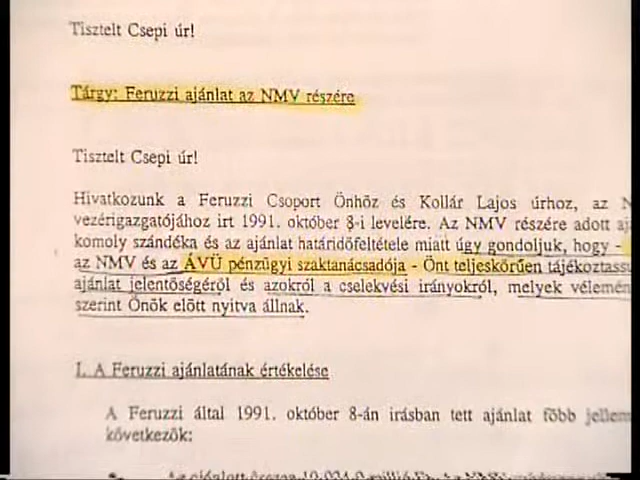 Tisztelt Csepi úr!
Tárgy: Feruzzi ajánlat az NMV részére
Tisztelt Csepi úr!
Hivatkozunk a Feruzzi Csoport Önhöz és Kollár Lajos úrhoz, az N
vezérigazgatójához irt 1991. október 8-i levelére. Az NMV részére adott aj
komoly szándéka és az ajánlat határidőfeltétele miatt úgy gondoljuk, hogy -
az NMV és az ÁVÜ pénzügyi szaktanácsadója - Önt teljeskörűen tájékoztassu
ajánlat jelentőségéről és azokról a cselekvési irányokról, melyek vélemén
szerint Önök előtt nyitva állnak.
I. A Feruzzi ajánlatának értékelése
A Feruzzi által 1991. október 8-án irásban tett ajánlat főbb jellem
következők: